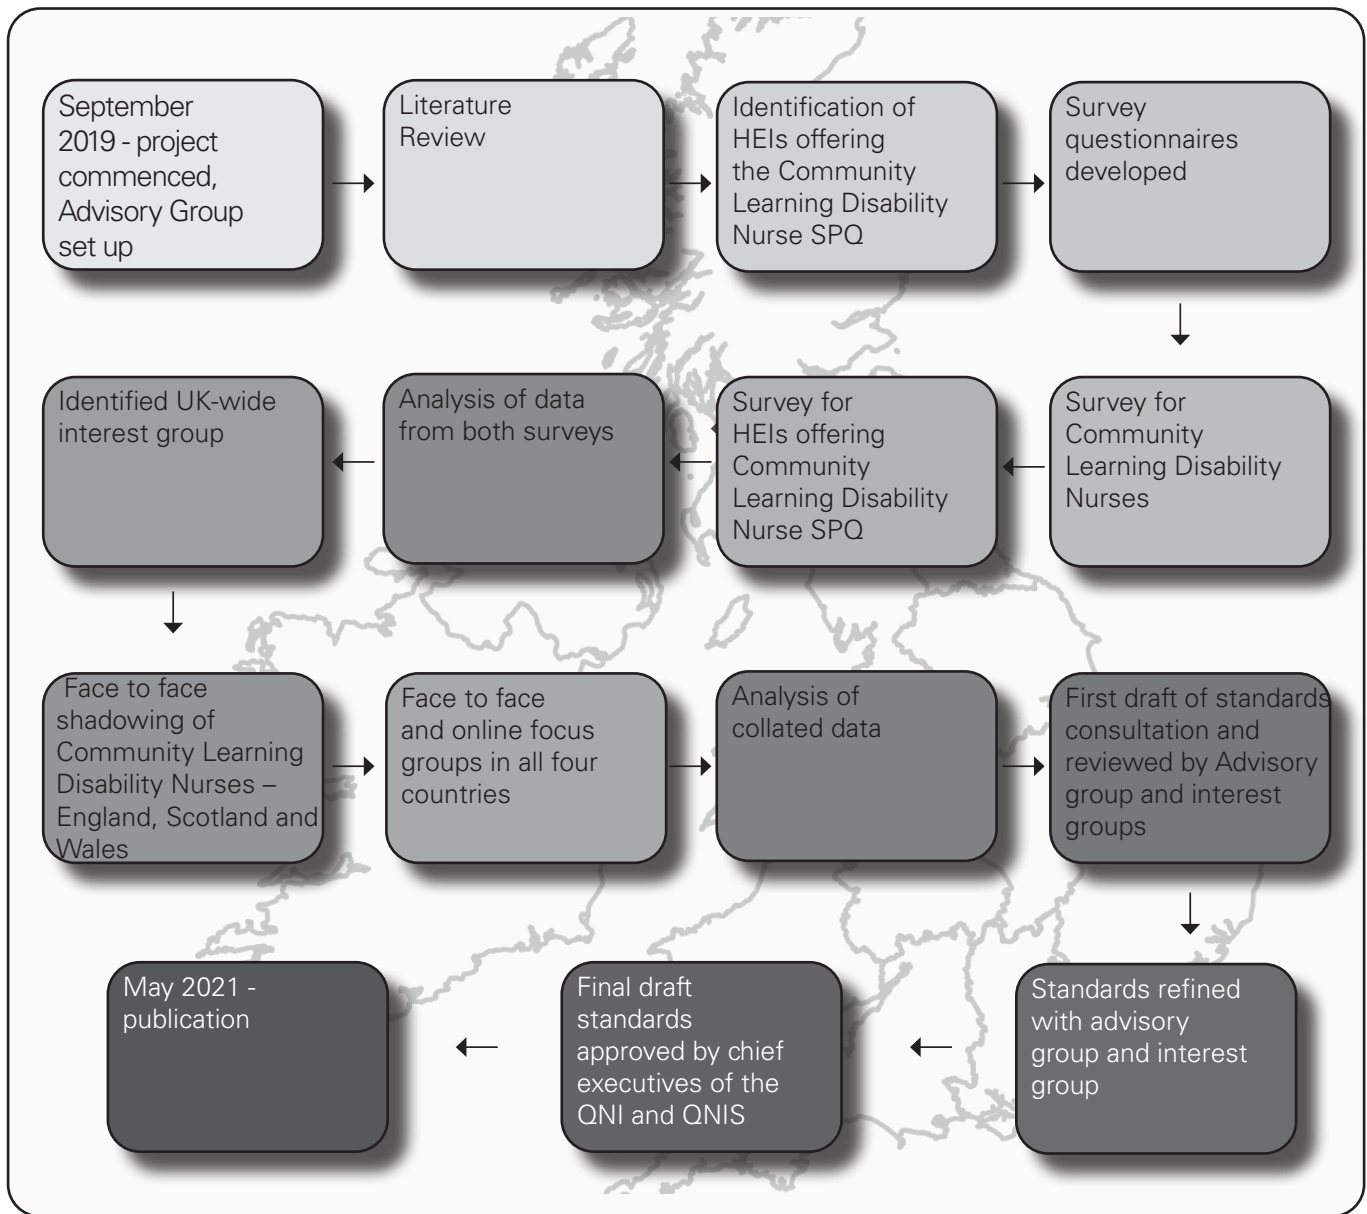 September
2019 - project
commenced,
Advisory Group
set up
Literature
Review
Identification of
HEIs offering
the Community
Learning Disability
Nurse SPQ
Survey
questionnaires
developed
Survey for
Community
Learning Disability
Nurses
Survey for
HEIs offering
Community
Learning Disability
Nurse SPQ
Analysis of data
from both surveys
Identified UK-wide
interest group
Face to face
shadowing of
Community Learning
Disability Nurses –
England, Scotland and
Wales
Face to face
and online focus
groups in all four
countries
Analysis of
collated data
First draft of standards
consultation and
reviewed by Advisory
group and interest
groups
Standards refined
with advisory
group and interest
group
Final draft
standards
approved by chief
executives of the
QNI and QNIS
May 2021 -
publication